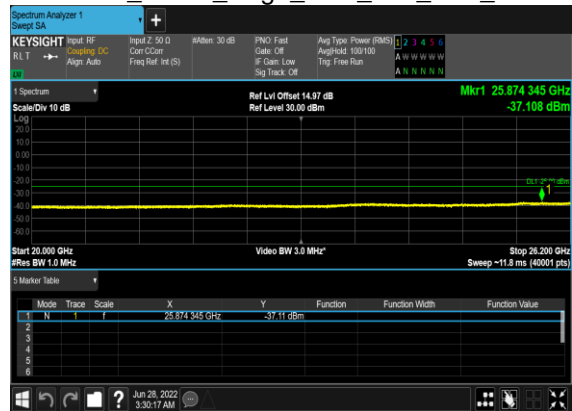 Spectrum Analyzer 1
Swept SA
+
KEYSIGHT Input: RF Input Z: 50 Ω #Atten: 30 dB PNO: Fast Avg Type: Power (RMS) 1 2 3 4 5 6
RLT Coupling: DC Corr CCorr Gate: Off Avg|Hold: 100/100 A W W W W W
Align: Auto Freq Ref: Int (S) IF Gain: Low Trig: Free Run
LW Sig Track: Off A N N N N N
1 Spectrum Ref Lvl Offset 14.97 dB Mkr1 25.874 345 GHz
Scale/Div 10 dB Ref Level 30.00 dBm -37.108 dBm
Log
20.0
10.0
0.00
-10.0
-20.0
-30.0
-40.0
-50.0
-60.0
1
Start 20.000 GHz Video BW 3.0 MHz* Stop 26.200 GHz
#Res BW 1.0 MHz Sweep ~11.8 ms (40001 pts)
5 Marker Table
Mode Trace Scale X Y Function Function Width Function Value
1 N 1 f 25.874 345 GHz -37.11 dBm
2
3
4
5
6
? Jun 28, 2022
3:30:17 AM